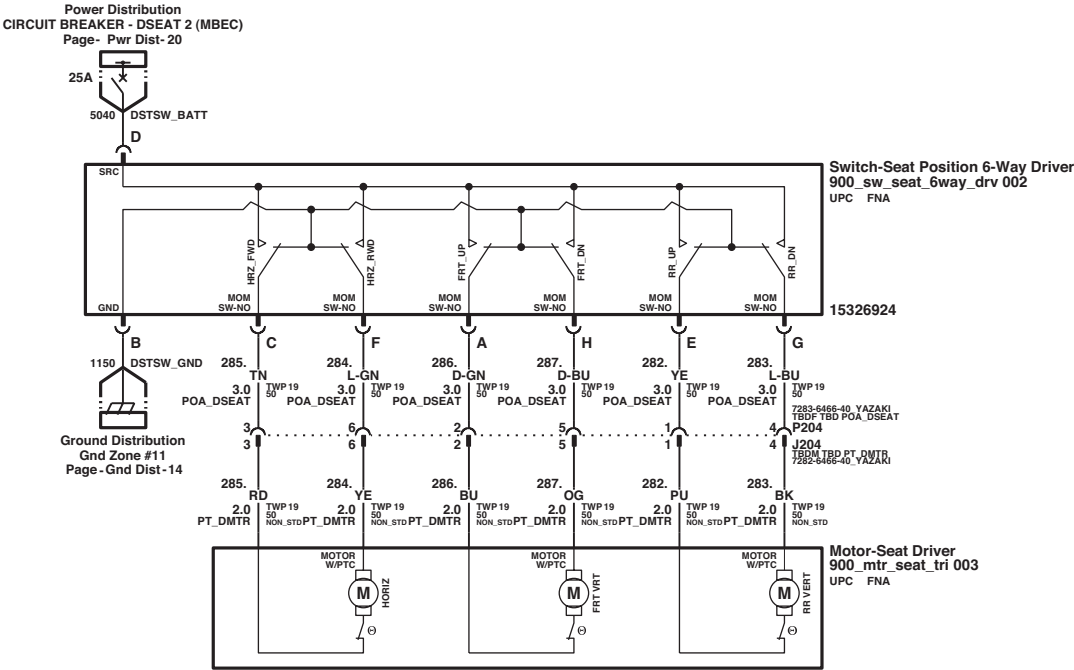 Power Distribution
CIRCUIT BREAKER - DSEAT 2 (MBEC)
Page- Pwr Dist-20
25A
5040 DSTSW_BATT
D
SRC
Switch-Seat Position 6-Way Driver
900_sw_seat_6way_drv 002
UPC FNA
HRZ_FWD HRZ_RWD FRT_UP FRT_DN RR_UP RR_DN
MOM MOM MOM MOM MOM MOM
GND SW-NO SW-NO SW-NO SW-NO SW-NO SW-NO
15326924
B C F A H E G
1150 DSTSW_GND
285. 284. 286. 287. 282. 283.
TN L-GN D-GN D-BU YE L-BU
3.0 TWP 19 3.0 TWP 19 3.0 TWP 19 3.0 TWP 19 3.0 TWP 19 3.0 TWP 19
50 50 50 50 50 50
POA_DSEAT POA_DSEAT POA_DSEAT POA_DSEAT POA_DSEAT POA_DSEAT
7283-6466-40_YAZAKI
TBDF TBD POA_DSEAT
3 6 2 5 1 4 P204
3 6 2 5 1 4 J204
TBDM TBD PT_DMTR
7282-6466-40_YAZAKI
Ground Distribution
Gnd Zone #11
Page-Gnd Dist-14
285. 284. 286. 287. 282. 283.
RD YE BU OG PU BK
2.0 TWP 19 2.0 TWP 19 2.0 TWP 19 2.0 TWP 19 2.0 TWP 19 2.0 TWP 19
50 50 50 50 50 50
PT_DMTR NON_STD PT_DMTR NON_STD PT_DMTR NON_STD PT_DMTR NON_STD PT_DMTR NON_STD PT_DMTR NON_STD
Motor-Seat Driver
900_mtr_seat_tri 003
UPC FNA
MOTOR MOTOR MOTOR
W/PTC W/PTC W/PTC
M HORIZ M FRT VRT M RR VERT
Θ Θ Θ